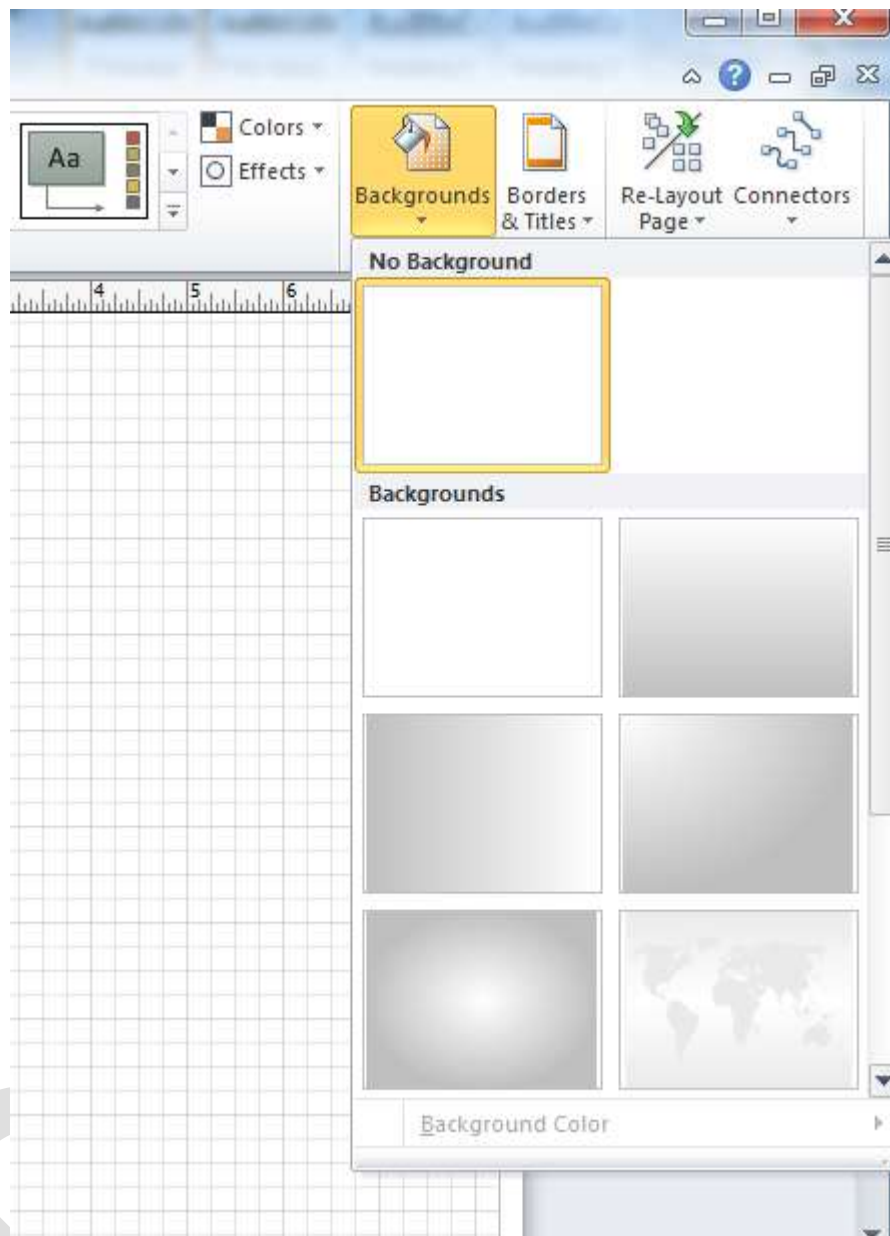 Aa
Colors
Effects
Backgrounds
Borders
& Titles
Re-Layout
Page
Connectors
No Background
4 5 6
Backgrounds
Background Color